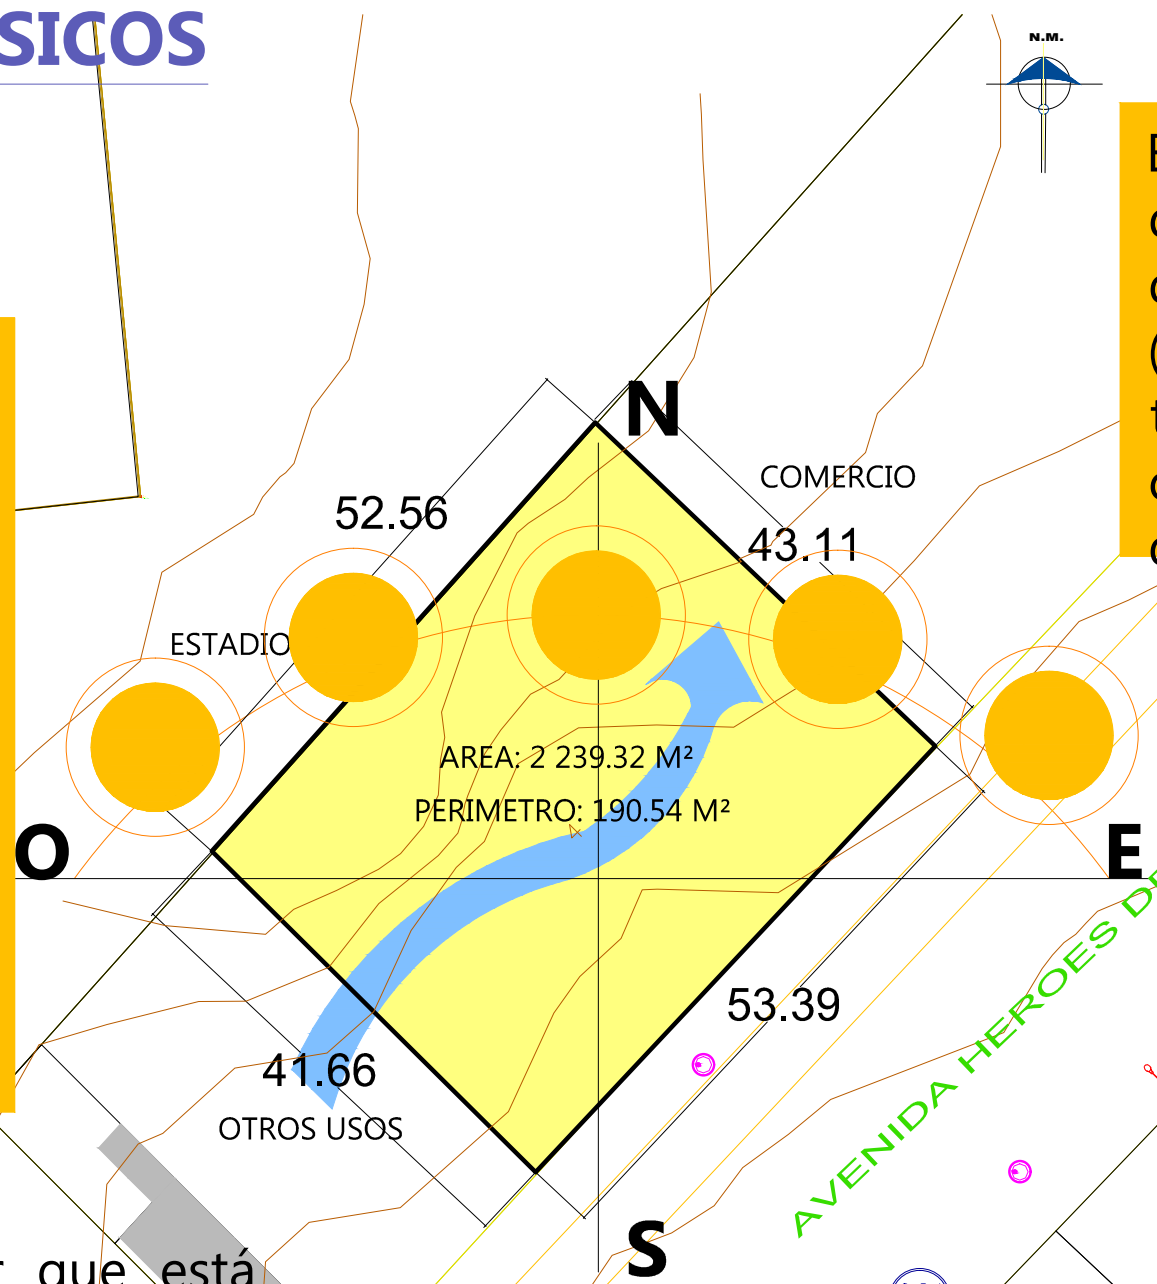 SICOS
N.M.
N
COMERCIO
52.56
43.11
ESTADIO
AREA: 2 239.32 M²
PERIMETRO: 190.54 M²
O
E
AVENIDA HEROES DE
53.39
41.66
OTROS USOS
S
que está